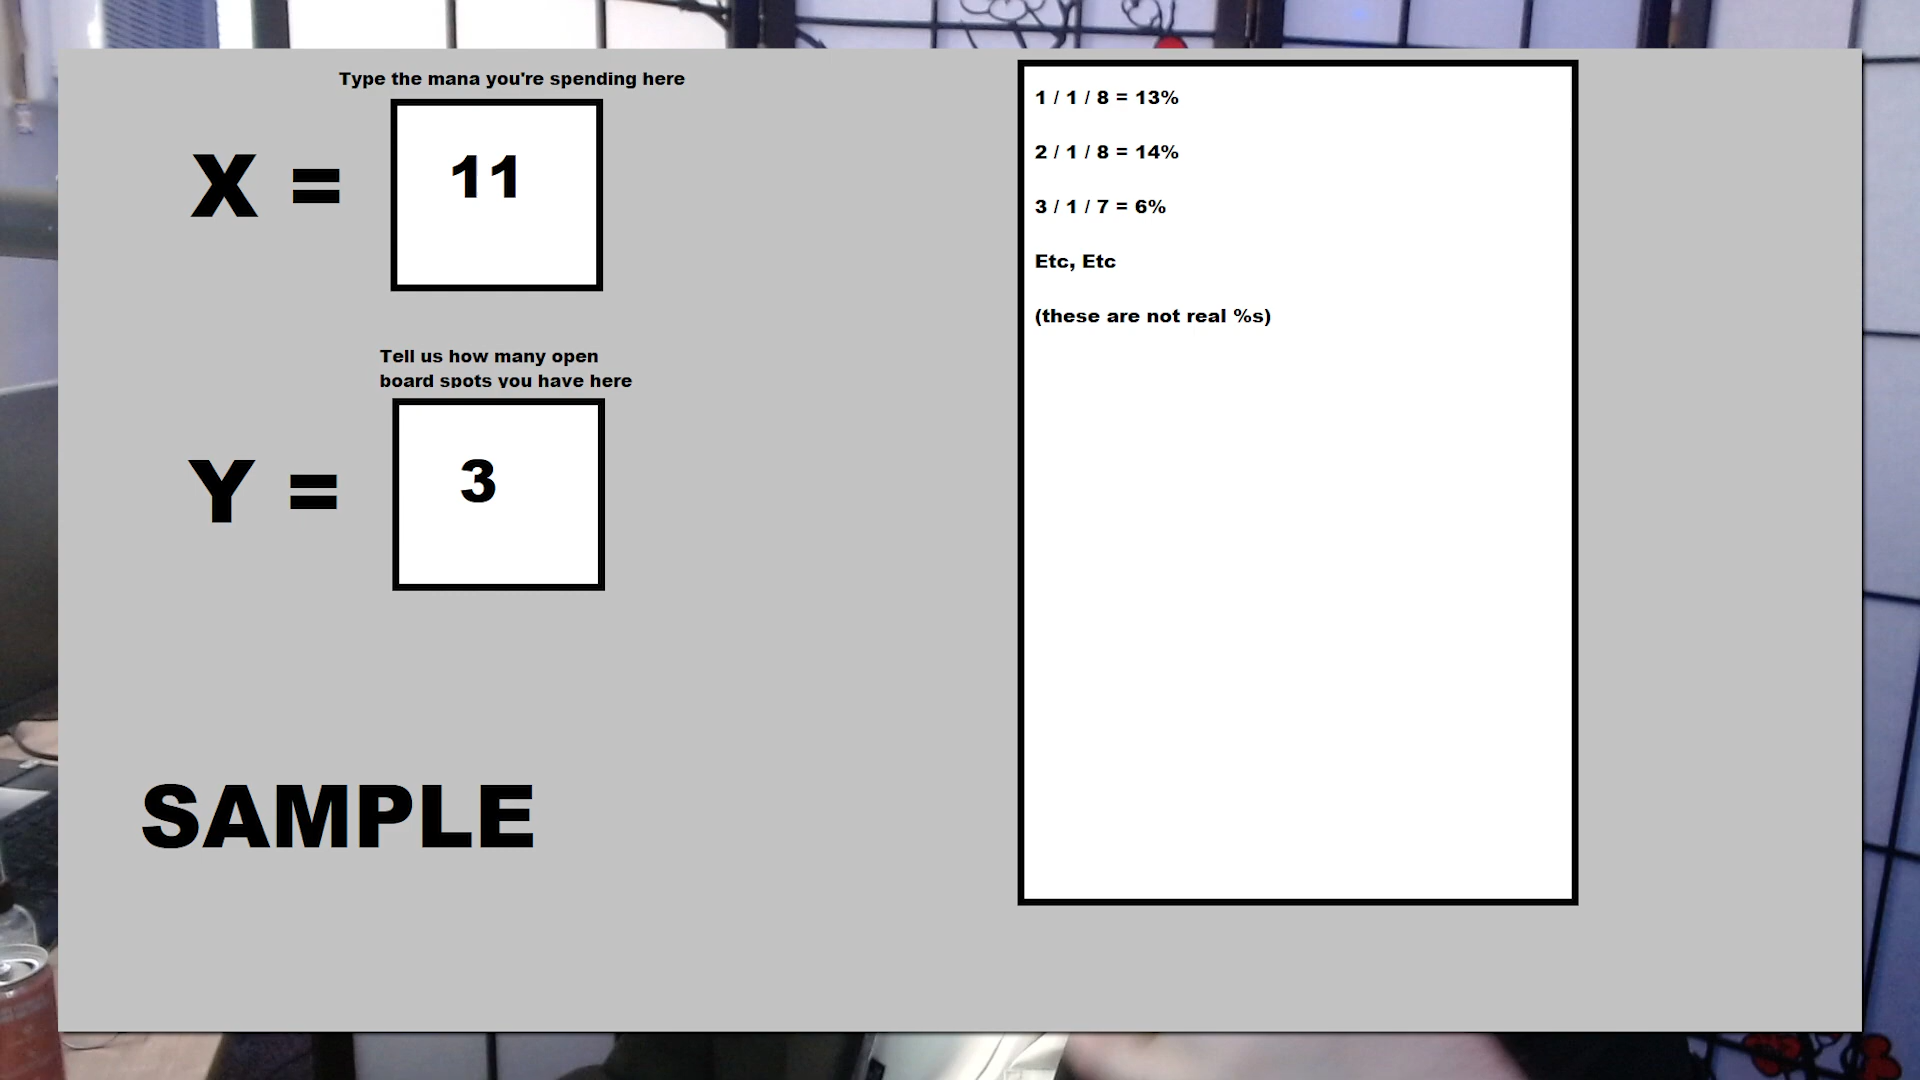 Type the mana you're spending here
X =
11
Tell us how many open
board spots you have here
Y =
3
SAMPLE
1 / 1 / 8 = 13%
2 / 1 / 8 = 14%
3 / 1 / 7 = 6%
Etc, Etc
(these are not real %s)